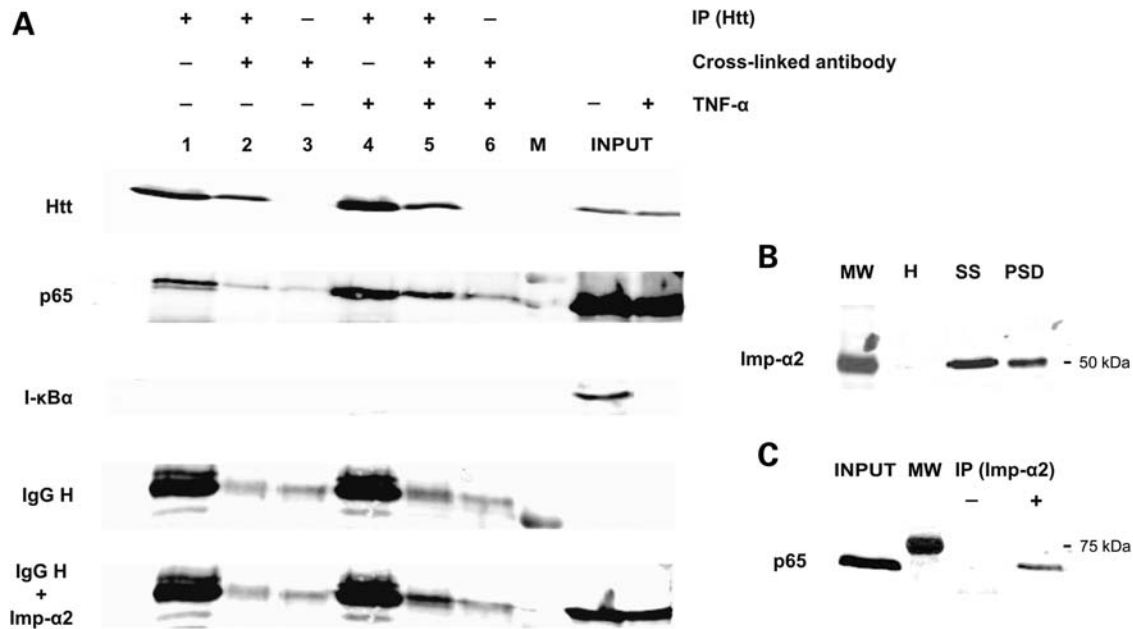 A
+ + – + + – IP (Htt)
– + + – + + Cross-linked antibody
– – – + + + – + TNF-α
1 2 3 4 5 6 M INPUT
Htt
p65
I-κBα
IgG H
IgG H
+
Imp-α2
B
MW H SS PSD
Imp-α2
50 kDa
C
INPUT MW IP (Imp-α2)
– +
75 kDa
p65